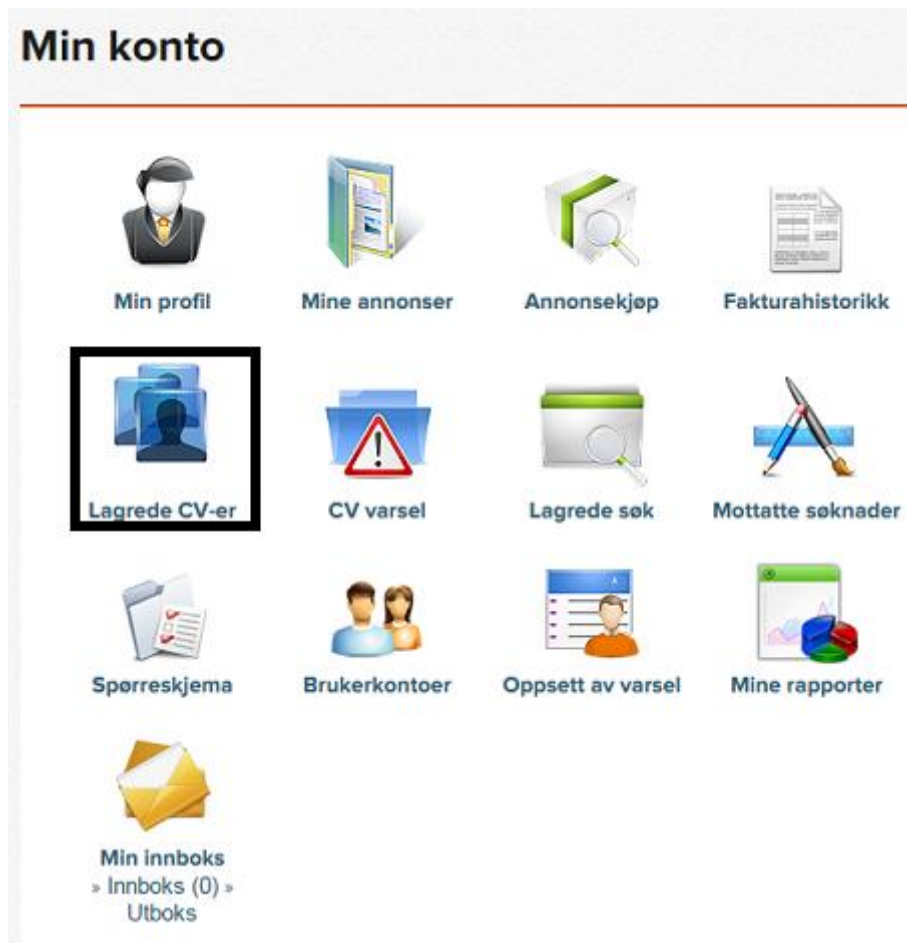 Min konto
Min profil
Mine annonser
Annonsekjøp
Fakturahistorikk
Lagrede CV-er
CV varsel
Lagrede søk
Mottatte søknader
Spørreskjema
Brukerkontoer
Oppsett av varsel
Mine rapporter
Min innboks
» Innboks (0) »
Utboks